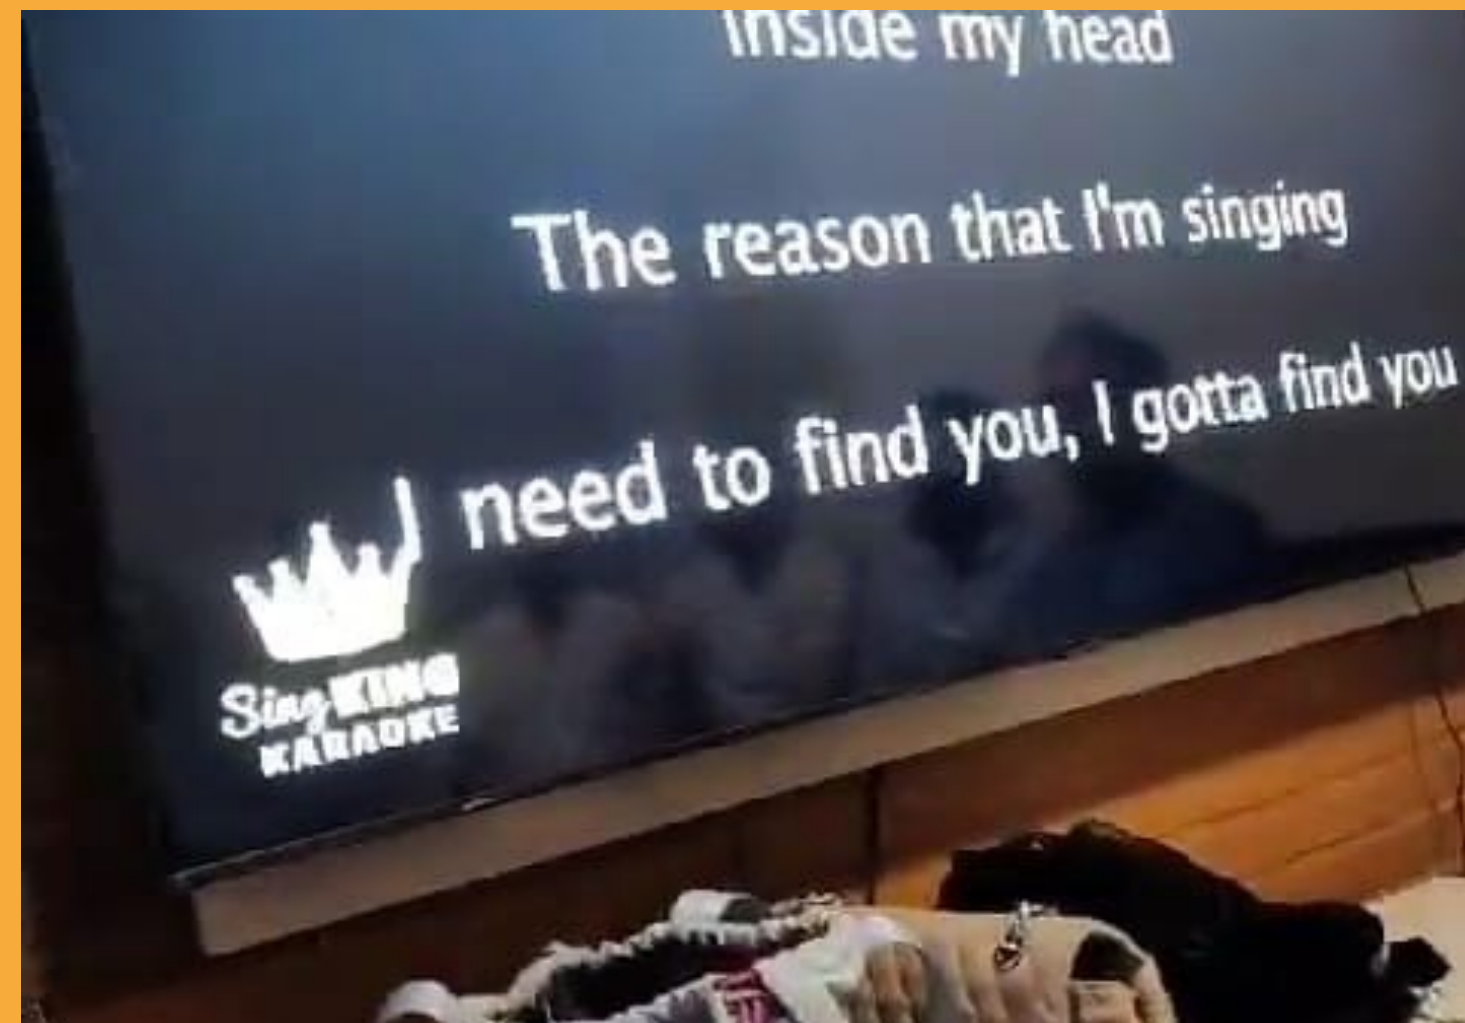 inside my head
The reason that I'm singing
need to find you, I gotta find you
Sing KING
KARAOKE